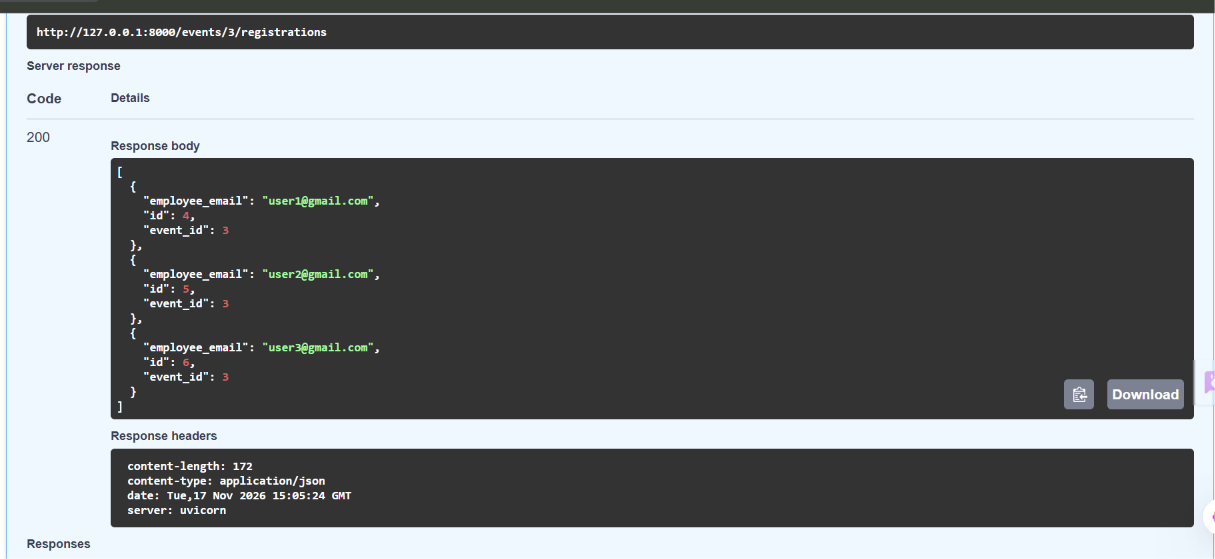 http://127.0.0.1:8000/events/3/registrations
Server response
Code Details
200
Response body
[
  {
    "employee_email": "user1@gmail.com",
    "id": 4,
    "event_id": 3
  },
  {
    "employee_email": "user2@gmail.com",
    "id": 5,
    "event_id": 3
  },
  {
    "employee_email": "user3@gmail.com",
    "id": 6,
    "event_id": 3
  }
]
Download
Response headers
content-length: 172
content-type: application/json
date: Tue,17 Nov 2026 15:05:24 GMT
server: uvicorn
Responses